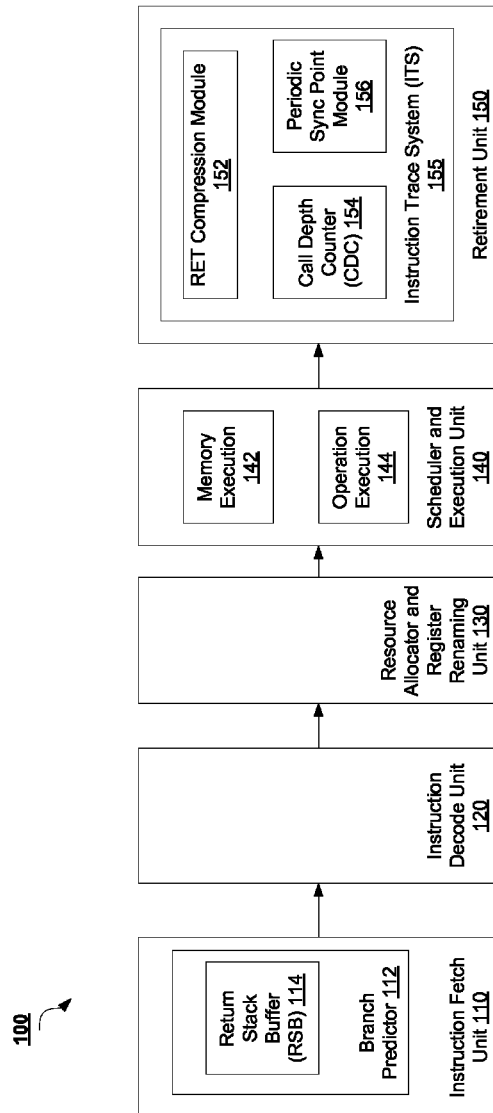 100
Return
Stack
Buffer
(RSB) 114
Branch
Predictor 112
Instruction Fetch
Unit 110
Instruction
Decode Unit
120
Resource
Allocator and
Register
Renaming
Unit 130
Memory
Execution
142
Operation
Execution
144
Scheduler and
Execution Unit
140
RET Compression Module
152
Call Depth
Counter
(CDC) 154
Periodic
Sync Point
Module
156
Instruction Trace System (ITS)
155
Retirement Unit 150